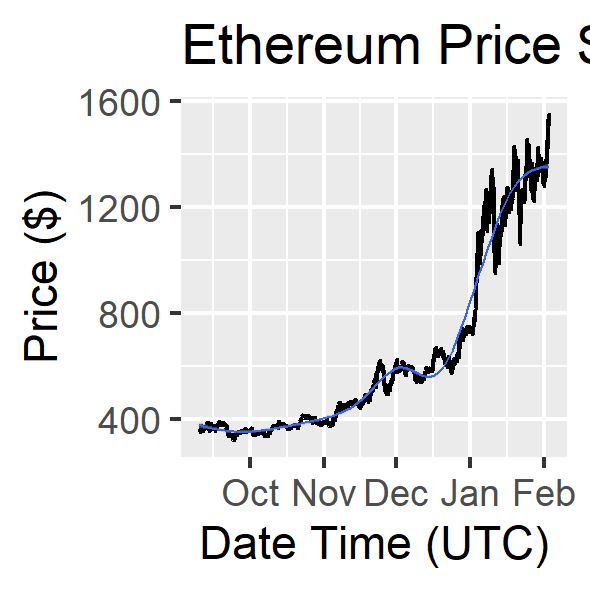 Ethereum Price
1600
1200
800
400
Price ($)
Oct Nov Dec Jan Feb
Date Time (UTC)